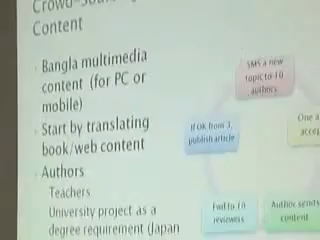 Content
Bangla multimedia
content (for PC or
mobile)
Start by translating
book/web content
Authors
Teachers
University project as a
degree requirement (Japan
SMS a new
topic to 10
authors
One a
accep
Author sends
content
Fwd to 10
reviewers
If OK from 3,
publish article